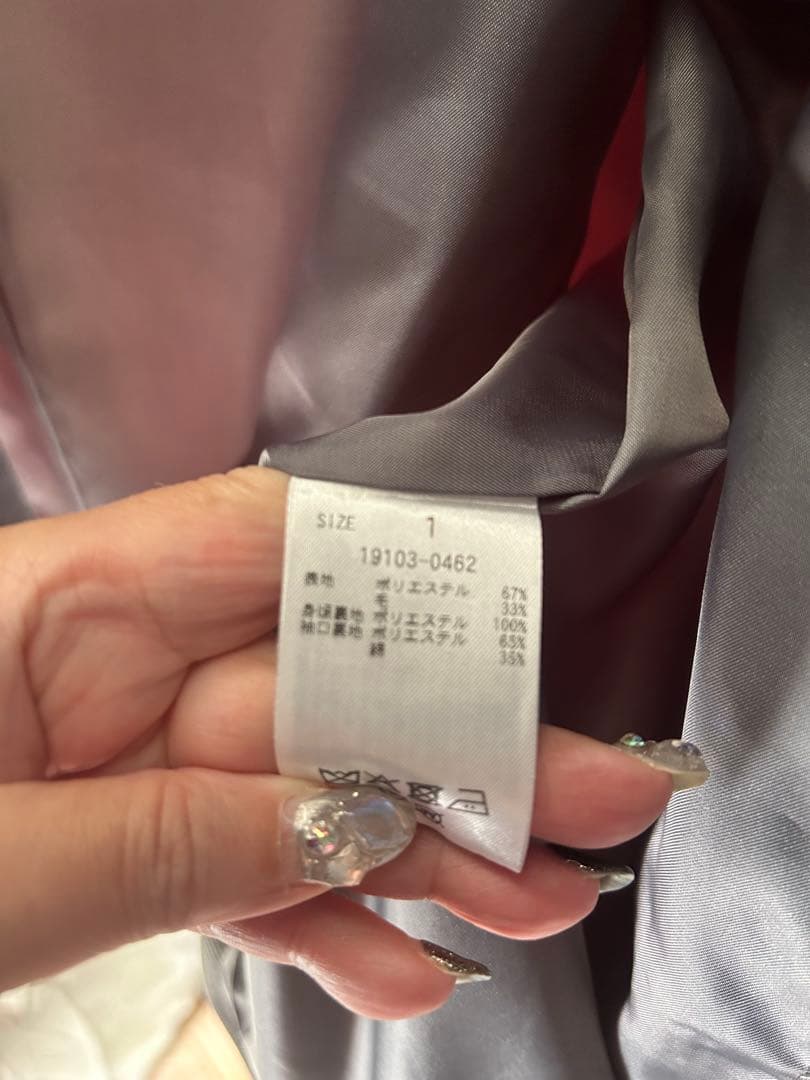 SIZE 1
19103-0462
表地 ポリエステル 67%
毛 33%
身頃裏地 ポリエステル 100%
袖口裏地 ポリエステル 65%
綿 35%